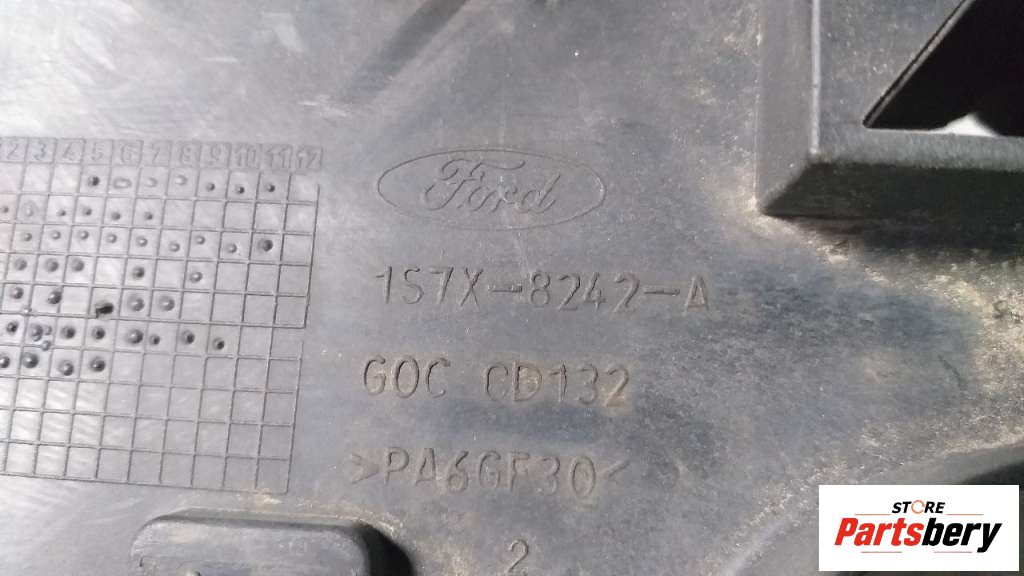 2 3 4 5 6 7 8 9 10 11 12
Ford
1S7X-8242-A
GOC CD132
>PA6GF30<
2
STORE
Partsbery